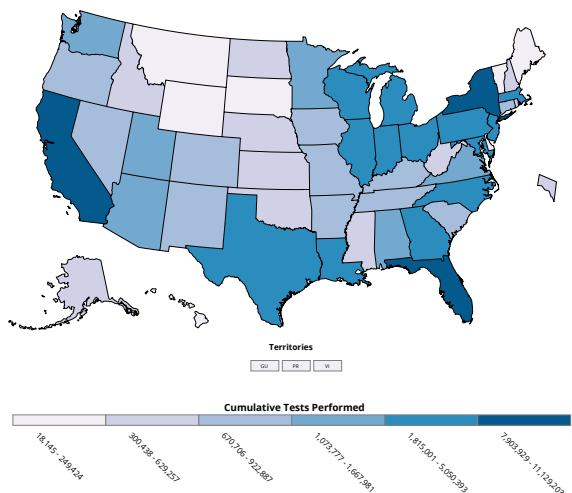 Territories
GU PR VI
Cumulative Tests Performed
18,145 - 249,424
300,438 - 629,257
670,706 - 922,887
1,073,777 - 1,667,981
1,815,001 - 5,050,393
7,903,929 - 11,129,203